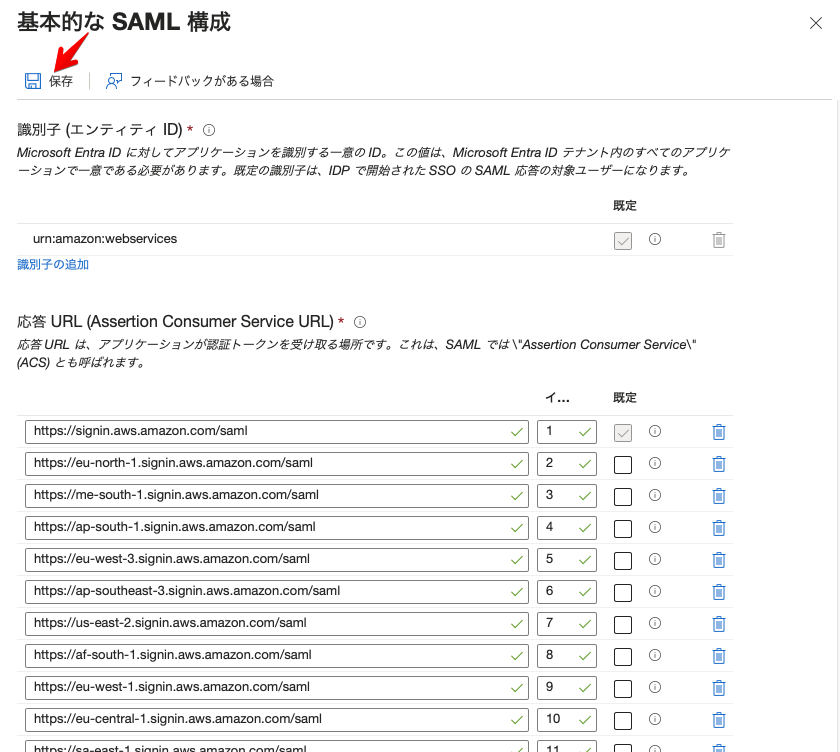 基本的な SAML 構成
保存
フィードバックがある場合
識別子 (エンティティ ID) *
Microsoft Entra ID に対してアプリケーションを識別する一意の ID。この値は、Microsoft Entra ID テナント内のすべてのアプリケ
ーションで一意である必要があります。既定の識別子は、IDP で開始された SSO の SAML 応答の対象ユーザーになります。
既定
urn:amazon:webservices
識別子の追加
応答 URL (Assertion Consumer Service URL) *
応答 URL は、アプリケーションが認証トークンを受け取る場所です。これは、SAML では \"Assertion Consumer Service\"
(ACS) とも呼ばれます。
イ... 既定
https://signin.aws.amazon.com/saml 1
https://eu-north-1.signin.aws.amazon.com/saml 2
https://me-south-1.signin.aws.amazon.com/saml 3
https://ap-south-1.signin.aws.amazon.com/saml 4
https://eu-west-3.signin.aws.amazon.com/saml 5
https://ap-southeast-3.signin.aws.amazon.com/saml 6
https://us-east-2.signin.aws.amazon.com/saml 7
https://af-south-1.signin.aws.amazon.com/saml 8
https://eu-west-1.signin.aws.amazon.com/saml 9
https://eu-central-1.signin.aws.amazon.com/saml 10
https://sa-east-1.signin.aws.amazon.com/saml 11